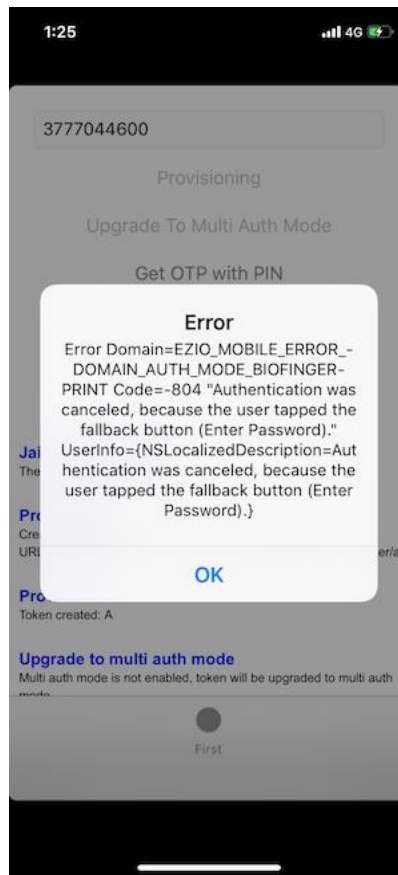 1:25
4G
3777044600
Provisioning
Upgrade To Multi Auth Mode
Get OTP with PIN
Error
Error Domain=EZIO_MOBILE_ERROR_-
DOMAIN_AUTH_MODE_BIOFINGER-
PRINT Code=-804 "Authentication was
canceled, because the user tapped the
fallback button (Enter Password)."
UserInfo={NSLocalizedDescription=Aut
hentication was canceled, because the
user tapped the fallback button (Enter
Password).}
OK
Jai
The
Pro
Cre
URL
er/a
Pro
Token created: A
Upgrade to multi auth mode
Multi auth mode is not enabled, token will be upgraded to multi auth
mode
First